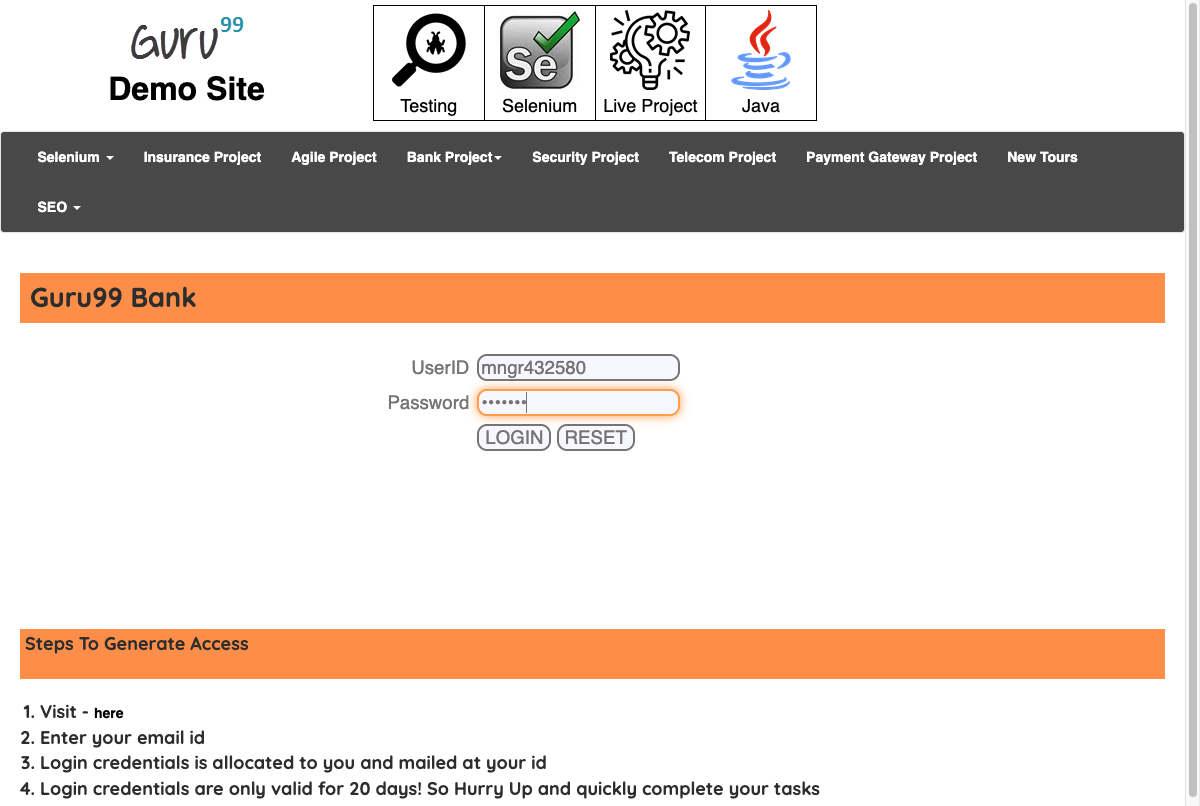 Guru99
Demo Site
Testing
Se
Selenium
Live Project
Java
Selenium
Insurance Project
Agile Project
Bank Project
Security Project
Telecom Project
Payment Gateway Project
New Tours
SEO
Guru99 Bank
UserID mngr432580
Password •••••••
LOGIN RESET
Steps To Generate Access
1. Visit - here
2. Enter your email id
3. Login credentials is allocated to you and mailed at your id
4. Login credentials are only valid for 20 days! So Hurry Up and quickly complete your tasks